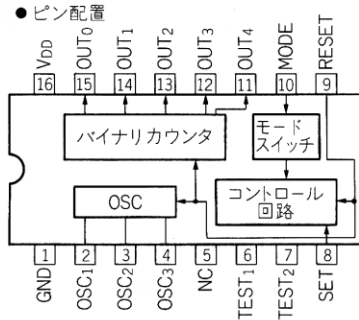 ● ピン配置
VDD
OUT0
OUT1
OUT2
OUT3
OUT4
MODE
RESET
16
15
14
13
12
11
10
9
バイナリカウンタ
モード
スイッチ
OSC
コントロール
回路
1
2
3
4
5
6
7
8
GND
OSC1
OSC2
OSC3
NC
TEST1
TEST2
SET